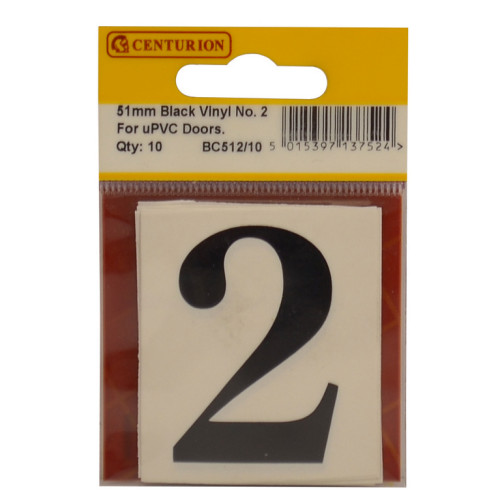 CENTURION
51mm Black Vinyl No. 2
For uPVC Doors.
Qty: 10 BC512/10
5 015397 137524 >
2